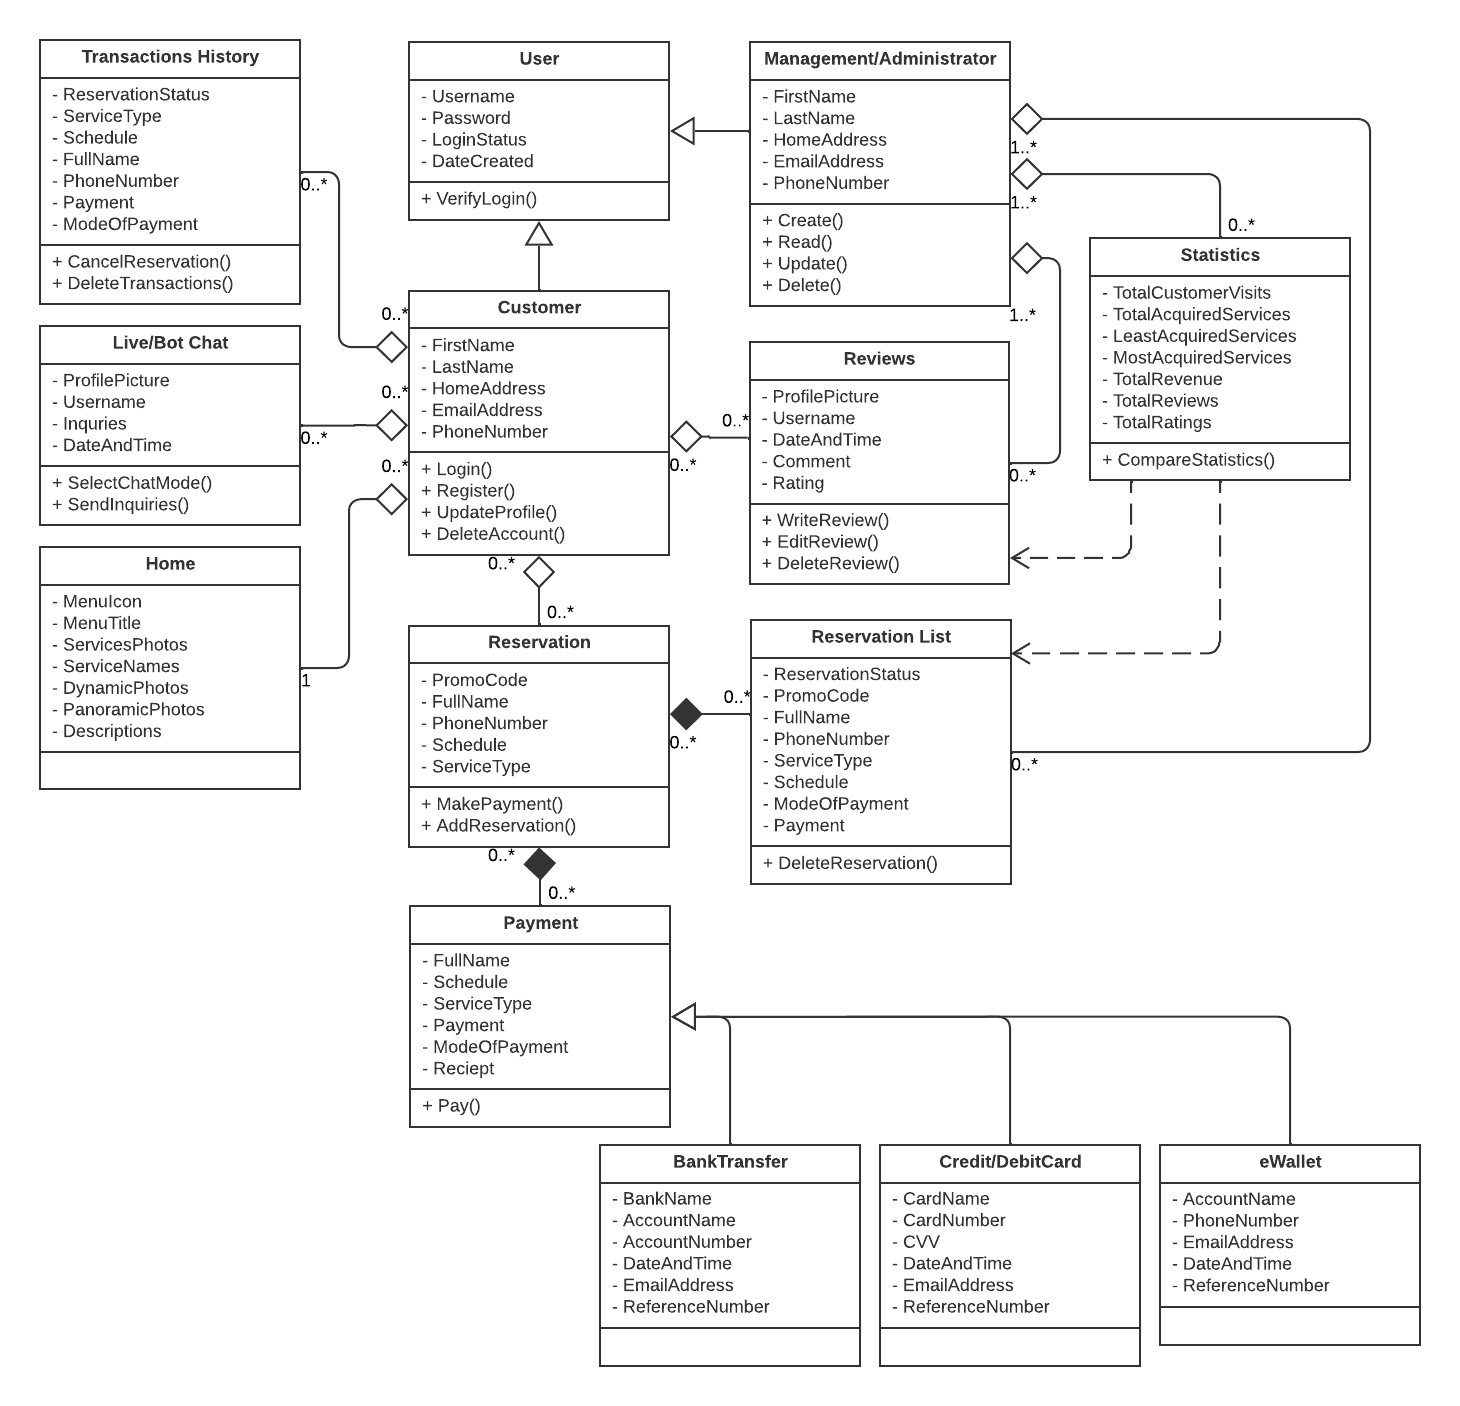 Transactions History
- ReservationStatus
- ServiceType
- Schedule
- FullName
- PhoneNumber
- Payment
- ModeOfPayment
+ CancelReservation()
+ DeleteTransactions()
0..*
User
- Username
- Password
- LoginStatus
- DateCreated
+ VerifyLogin()
Management/Administrator
- FirstName
- LastName
- HomeAddress
- EmailAddress
- PhoneNumber
+ Create()
+ Read()
+ Update()
+ Delete()
1..*
1..*
1..*
0..*
Statistics
- TotalCustomerVisits
- TotalAcquiredServices
- LeastAcquiredServices
- MostAcquiredServices
- TotalRevenue
- TotalReviews
- TotalRatings
+ CompareStatistics()
Live/Bot Chat
- ProfilePicture
- Username
- Inquries
- DateAndTime
+ SelectChatMode()
+ SendInquiries()
0..*
0..*
0..*
0..*
Customer
- FirstName
- LastName
- HomeAddress
- EmailAddress
- PhoneNumber
+ Login()
+ Register()
+ UpdateProfile()
+ DeleteAccount()
0..*
0..*
Reviews
- ProfilePicture
- Username
- DateAndTime
- Comment
- Rating
+ WriteReview()
+ EditReview()
+ DeleteReview()
0..*
Home
- MenuIcon
- MenuTitle
- ServicesPhotos
- ServiceNames
- DynamicPhotos
- PanoramicPhotos
- Descriptions
1
0..*
0..*
Reservation
- PromoCode
- FullName
- PhoneNumber
- Schedule
- ServiceType
+ MakePayment()
+ AddReservation()
0..*
0..*
Reservation List
- ReservationStatus
- PromoCode
- FullName
- PhoneNumber
- ServiceType
- Schedule
- ModeOfPayment
- Payment
+ DeleteReservation()
0..*
0..*
0..*
Payment
- FullName
- Schedule
- ServiceType
- Payment
- ModeOfPayment
- Reciept
+ Pay()
BankTransfer
- BankName
- AccountName
- AccountNumber
- DateAndTime
- EmailAddress
- ReferenceNumber
Credit/DebitCard
- CardName
- CardNumber
- CVV
- DateAndTime
- EmailAddress
- ReferenceNumber
eWallet
- AccountName
- PhoneNumber
- EmailAddress
- DateAndTime
- ReferenceNumber